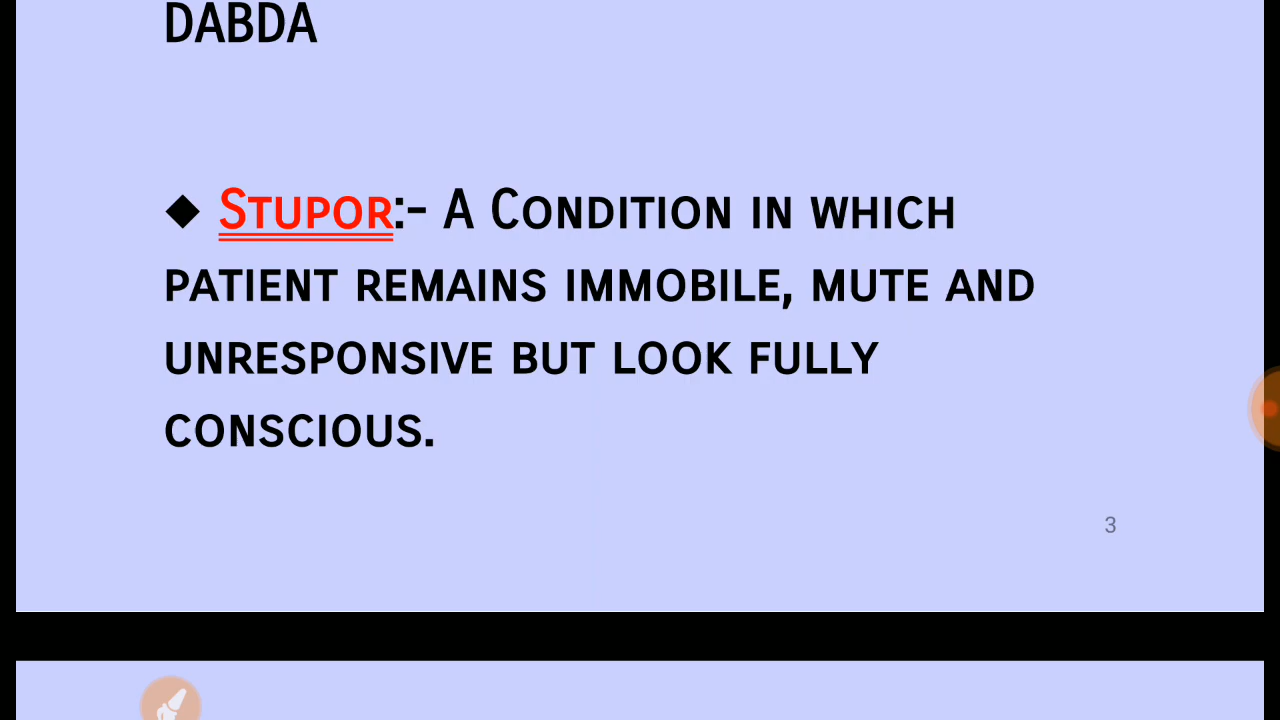 DABDA
◆ Stupor:- A Condition in which
patient remains immobile, mute and
unresponsive but look fully
conscious.
3